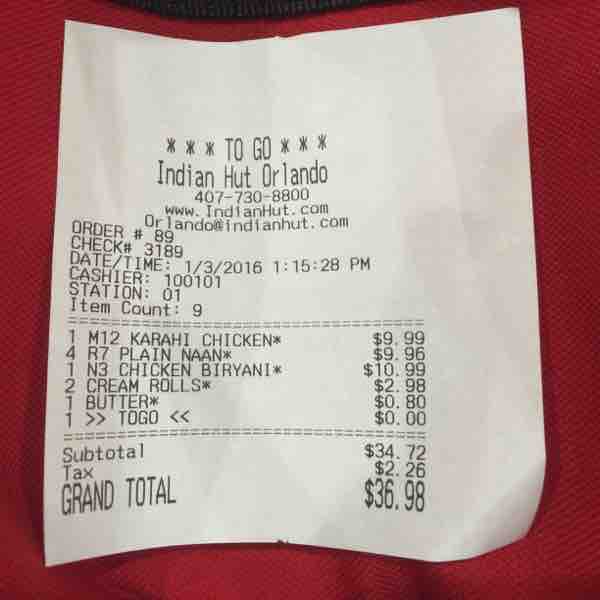 * * * TO GO * * *
Indian Hut Orlando
407-730-8800
www.IndianHut.com
Orlando@indianhut.com
ORDER # 89
CHECK# 3189
DATE/TIME: 1/3/2016 1:15:28 PM
CASHIER: 100101
STATION: 01
Item Count: 9
1 M12 KARAHI CHICKEN* $9.99
4 R7 PLAIN NAAN* $9.96
1 N3 CHICKEN BIRYANI* $10.99
2 CREAM ROLLS* $2.98
1 BUTTER* $0.80
1 >> TOGO << $0.00
Subtotal $34.72
Tax $2.26
GRAND TOTAL $36.98